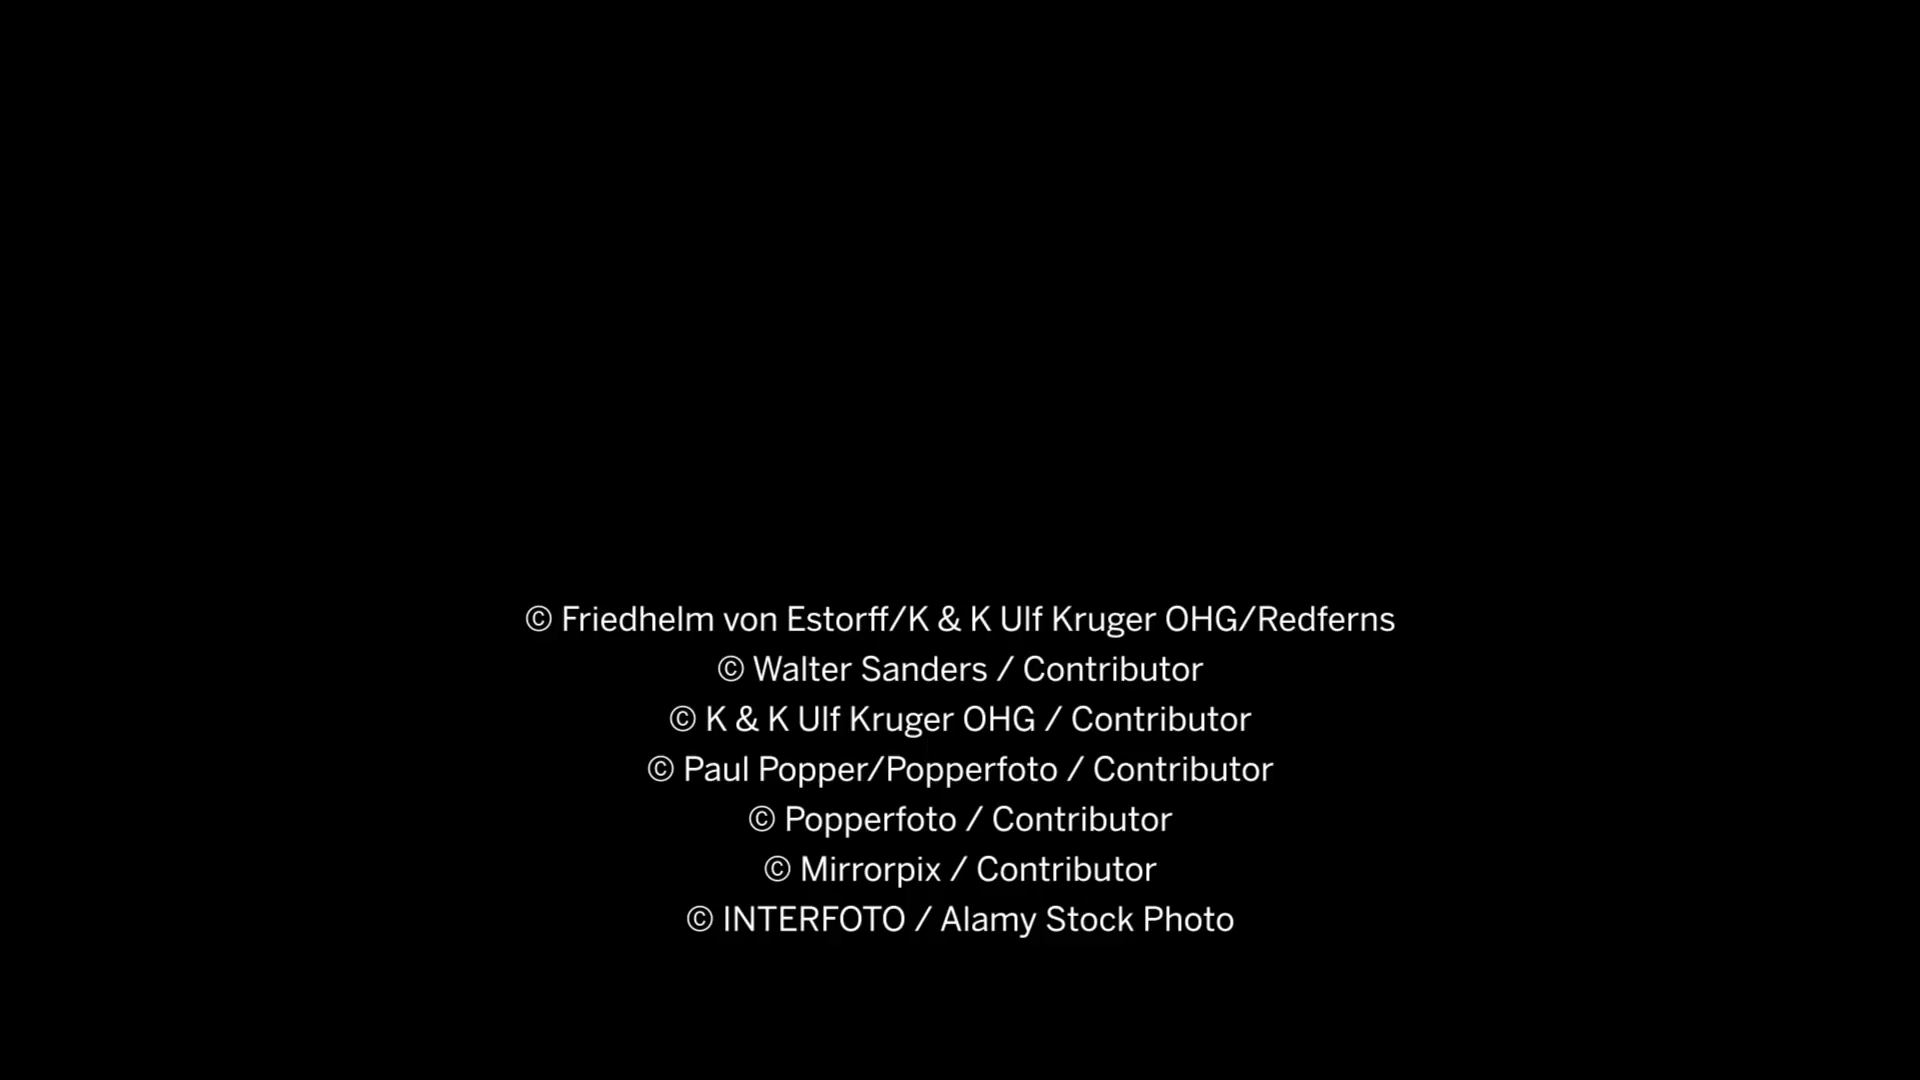 © Friedhelm von Estorff/K & K Ulf Kruger OHG/Redferns
© Walter Sanders / Contributor
© K & K Ulf Kruger OHG / Contributor
© Paul Popper/Popperfoto / Contributor
© Popperfoto / Contributor
© Mirrorpix / Contributor
© INTERFOTO / Alamy Stock Photo